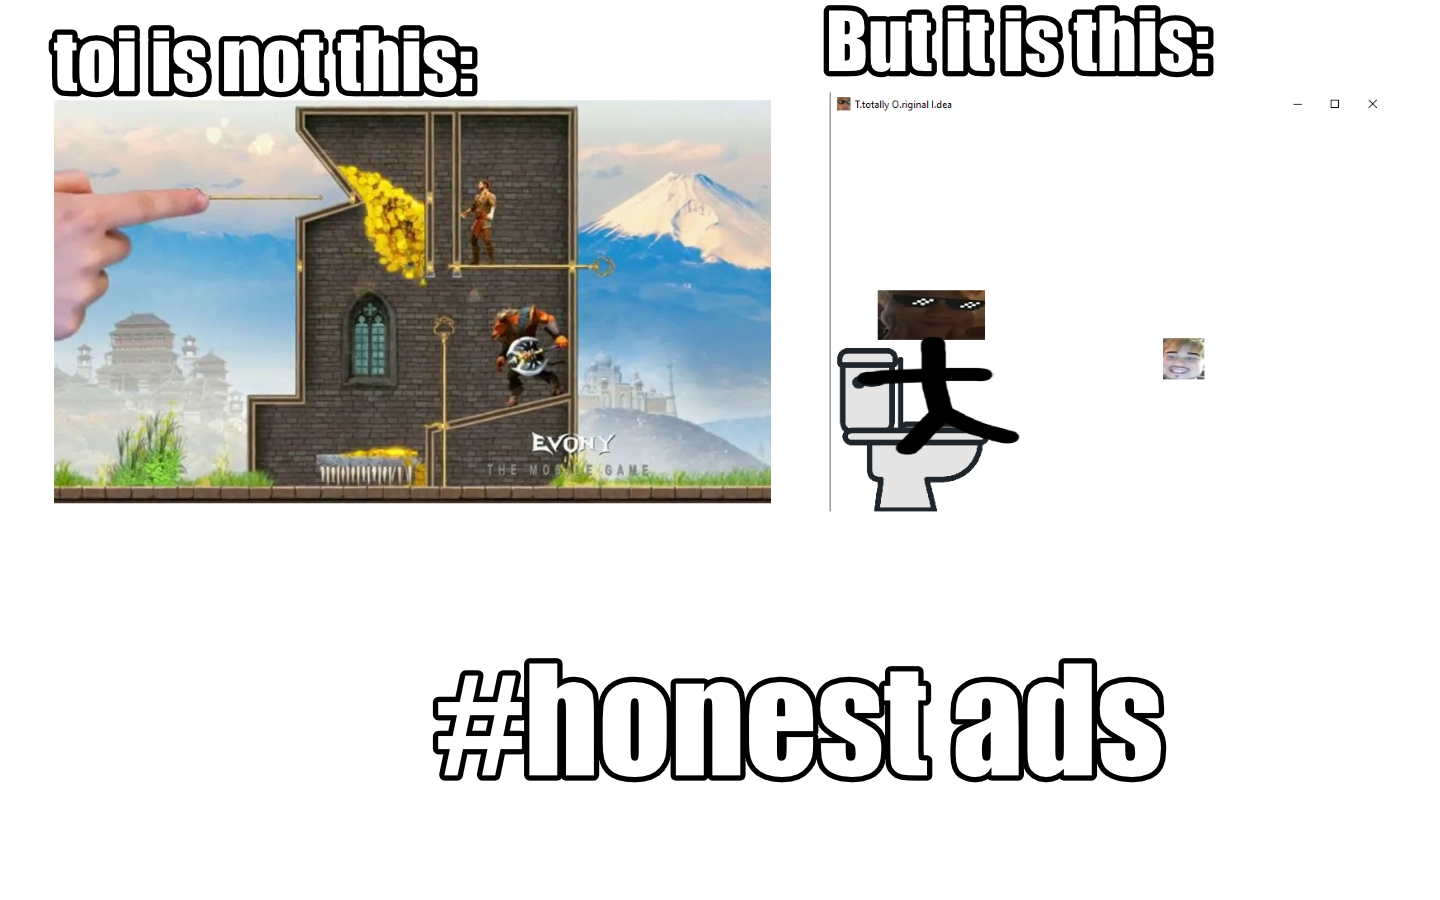 toi is not this:
But it is this:
T.totally O.riginal I.dea
EVONY
THE MOBILE GAME
#honest ads